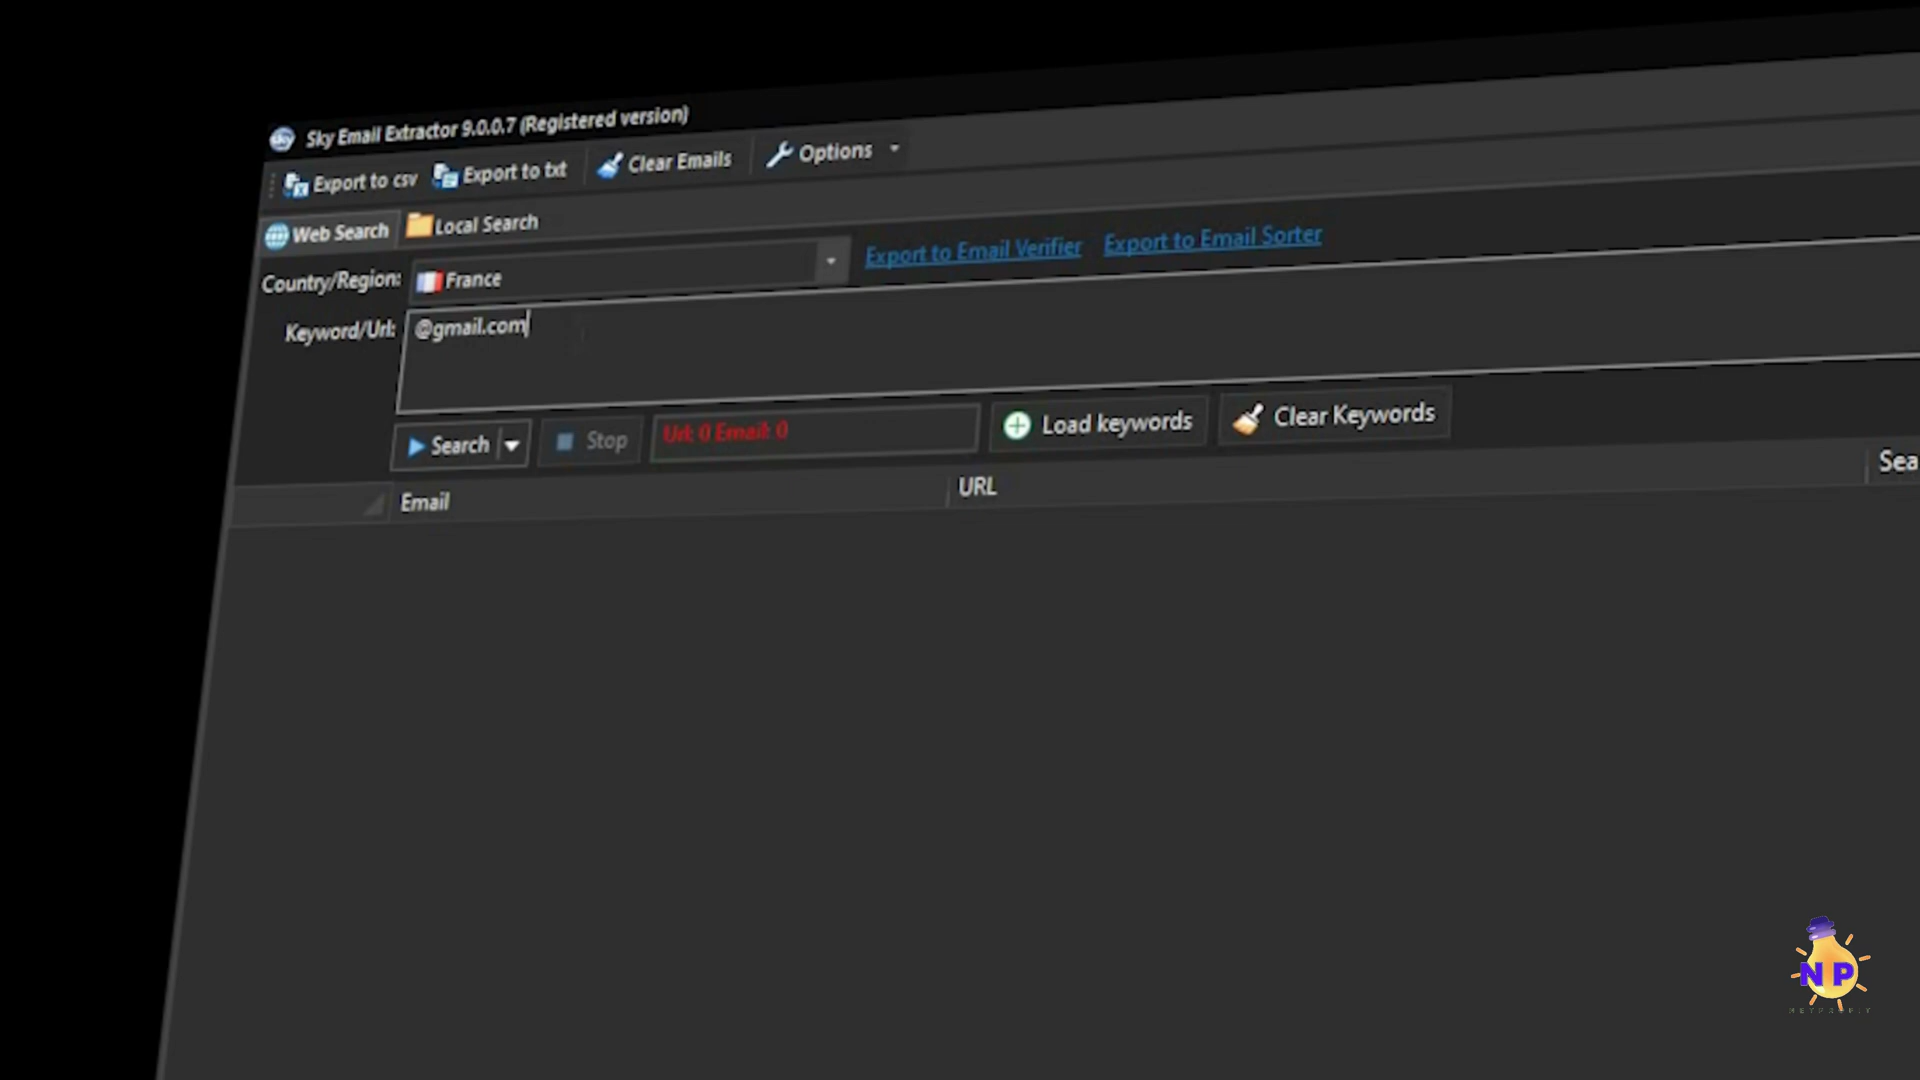 Sky Email Extractor 9.0.0.7 (Registered version)
Export to csv Export to txt Clear Emails Options
Web Search Local Search
Country/Region: France Export to Email Verifier Export to Email Sorter
Keyword/Url: @gmail.com
Search Stop Url: 0 Email: 0 Load keywords Clear Keywords
Email URL Sea
NP
NETPROFIT